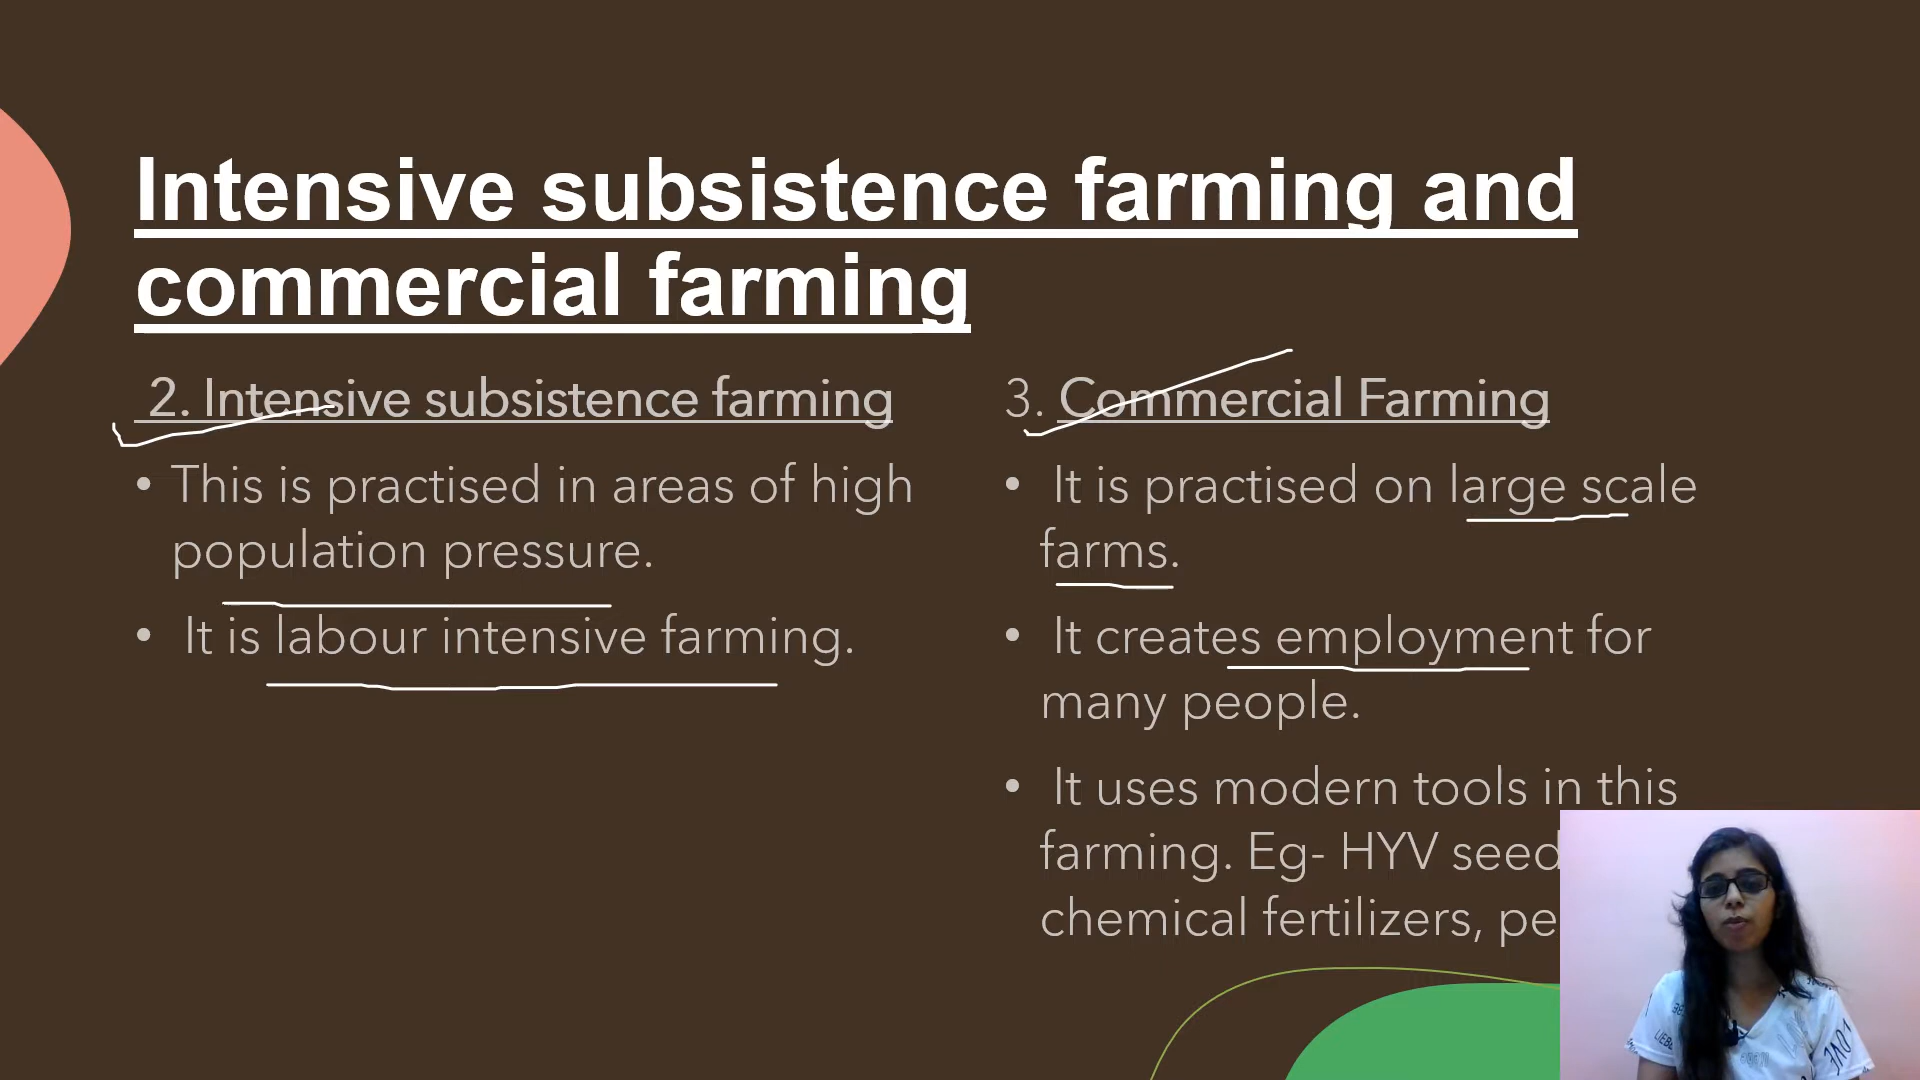 Intensive subsistence farming and
commercial farming
2. Intensive subsistence farming
• This is practised in areas of high
population pressure.
• It is labour intensive farming.
3. Commercial Farming
• It is practised on large scale
farms.
• It creates employment for
many people.
• It uses modern tools in this
farming. Eg- HYV seed
chemical fertilizers, pe